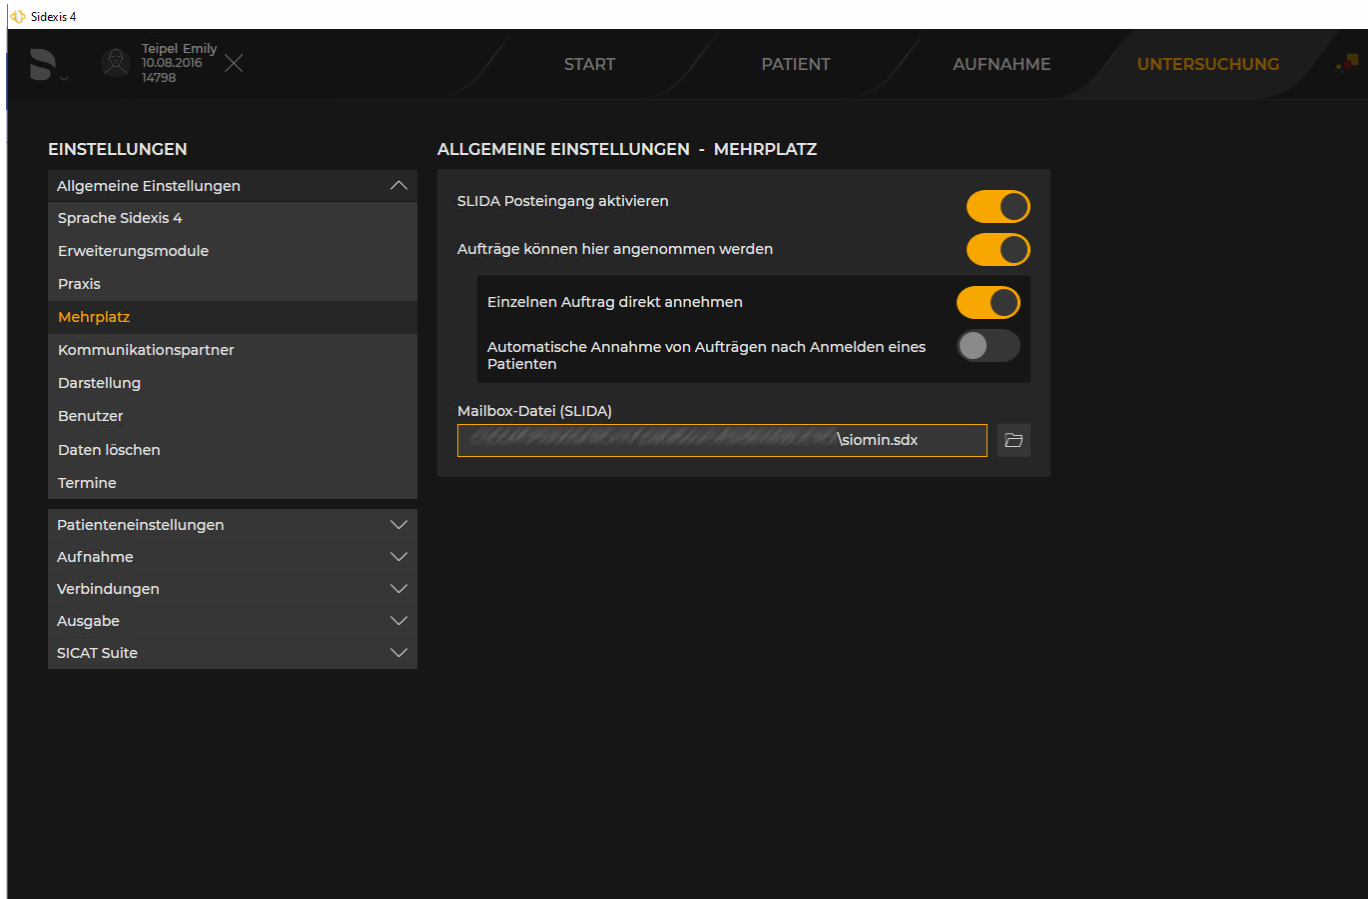 Sidexis 4
Teipel Emily
10.08.2016
14798
START
PATIENT
AUFNAHME
UNTERSUCHUNG
EINSTELLUNGEN
Allgemeine Einstellungen
Sprache Sidexis 4
Erweiterungsmodule
Praxis
Mehrplatz
Kommunikationspartner
Darstellung
Benutzer
Daten löschen
Termine
Patienteneinstellungen
Aufnahme
Verbindungen
Ausgabe
SICAT Suite
ALLGEMEINE EINSTELLUNGEN - MEHRPLATZ
SLIDA Posteingang aktivieren
Aufträge können hier angenommen werden
Einzelnen Auftrag direkt annehmen
Automatische Annahme von Aufträgen nach Anmelden eines
Patienten
Mailbox-Datei (SLIDA)
\siomin.sdx